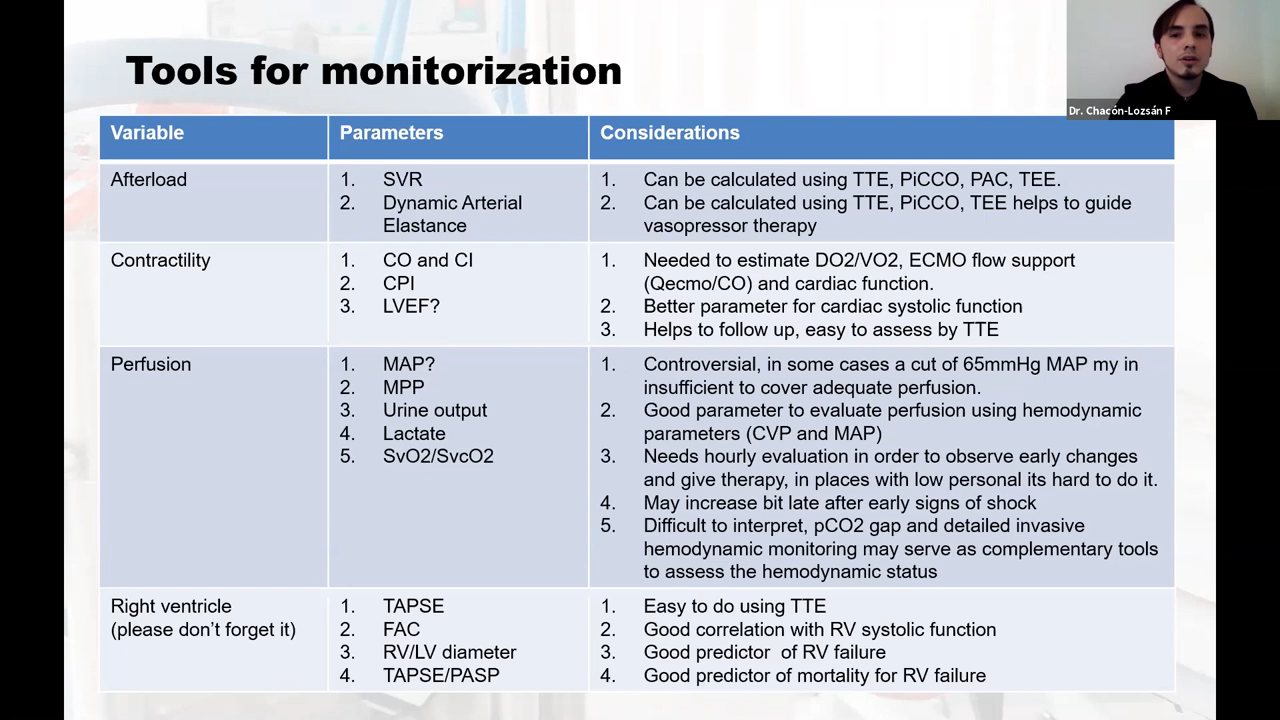 Tools for monitorization
Dr. Chacón-Lozsán F
Variable Parameters Considerations
Afterload
1. SVR
2. Dynamic Arterial
Elastance
1. Can be calculated using TTE, PiCCO, PAC, TEE.
2. Can be calculated using TTE, PiCCO, TEE helps to guide
vasopressor therapy
Contractility
1. CO and CI
2. CPI
3. LVEF?
1. Needed to estimate DO2/VO2, ECMO flow support
(Qecmo/CO) and cardiac function.
2. Better parameter for cardiac systolic function
3. Helps to follow up, easy to assess by TTE
Perfusion
1. MAP?
2. MPP
3. Urine output
4. Lactate
5. SvO2/SvcO2
1. Controversial, in some cases a cut of 65mmHg MAP my in
insufficient to cover adequate perfusion.
2. Good parameter to evaluate perfusion using hemodynamic
parameters (CVP and MAP)
3. Needs hourly evaluation in order to observe early changes
and give therapy, in places with low personal its hard to do it.
4. May increase bit late after early signs of shock
5. Difficult to interpret, pCO2 gap and detailed invasive
hemodynamic monitoring may serve as complementary tools
to assess the hemodynamic status
Right ventricle
(please don’t forget it)
1. TAPSE
2. FAC
3. RV/LV diameter
4. TAPSE/PASP
1. Easy to do using TTE
2. Good correlation with RV systolic function
3. Good predictor of RV failure
4. Good predictor of mortality for RV failure